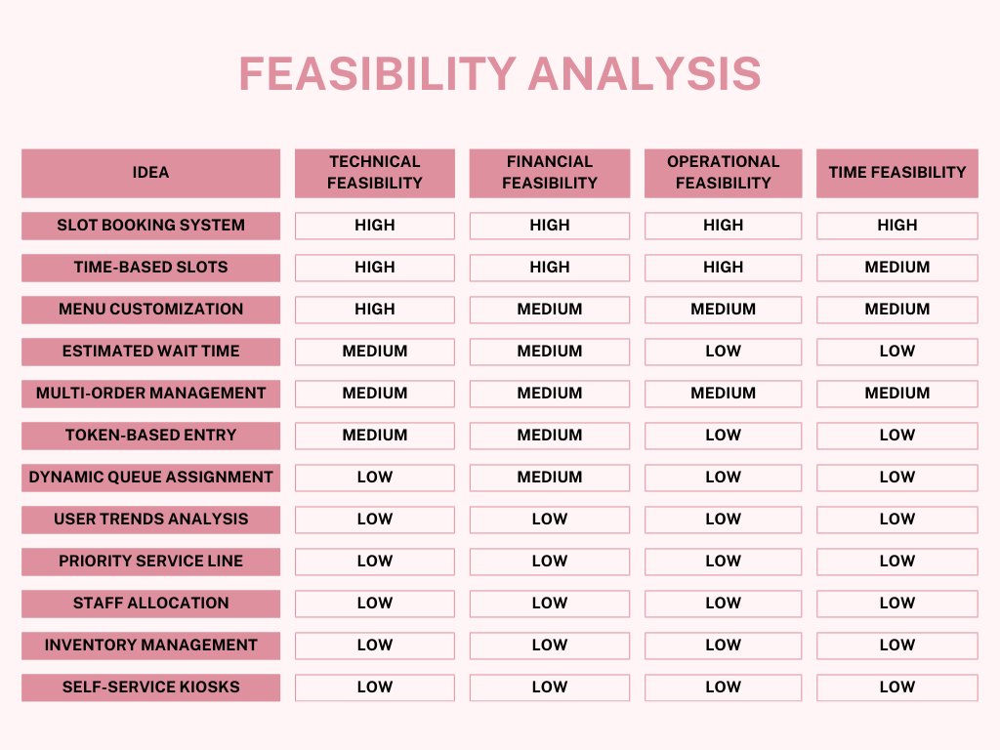 FEASIBILITY ANALYSIS
IDEA
TECHNICAL
FEASIBILITY
FINANCIAL
FEASIBILITY
OPERATIONAL
FEASIBILITY
TIME FEASIBILITY
SLOT BOOKING SYSTEM HIGH HIGH HIGH HIGH
TIME-BASED SLOTS HIGH HIGH HIGH MEDIUM
MENU CUSTOMIZATION HIGH MEDIUM MEDIUM MEDIUM
ESTIMATED WAIT TIME MEDIUM MEDIUM LOW LOW
MULTI-ORDER MANAGEMENT MEDIUM MEDIUM MEDIUM MEDIUM
TOKEN-BASED ENTRY MEDIUM MEDIUM LOW LOW
DYNAMIC QUEUE ASSIGNMENT LOW MEDIUM LOW LOW
USER TRENDS ANALYSIS LOW LOW LOW LOW
PRIORITY SERVICE LINE LOW LOW LOW LOW
STAFF ALLOCATION LOW LOW LOW LOW
INVENTORY MANAGEMENT LOW LOW LOW LOW
SELF-SERVICE KIOSKS LOW LOW LOW LOW